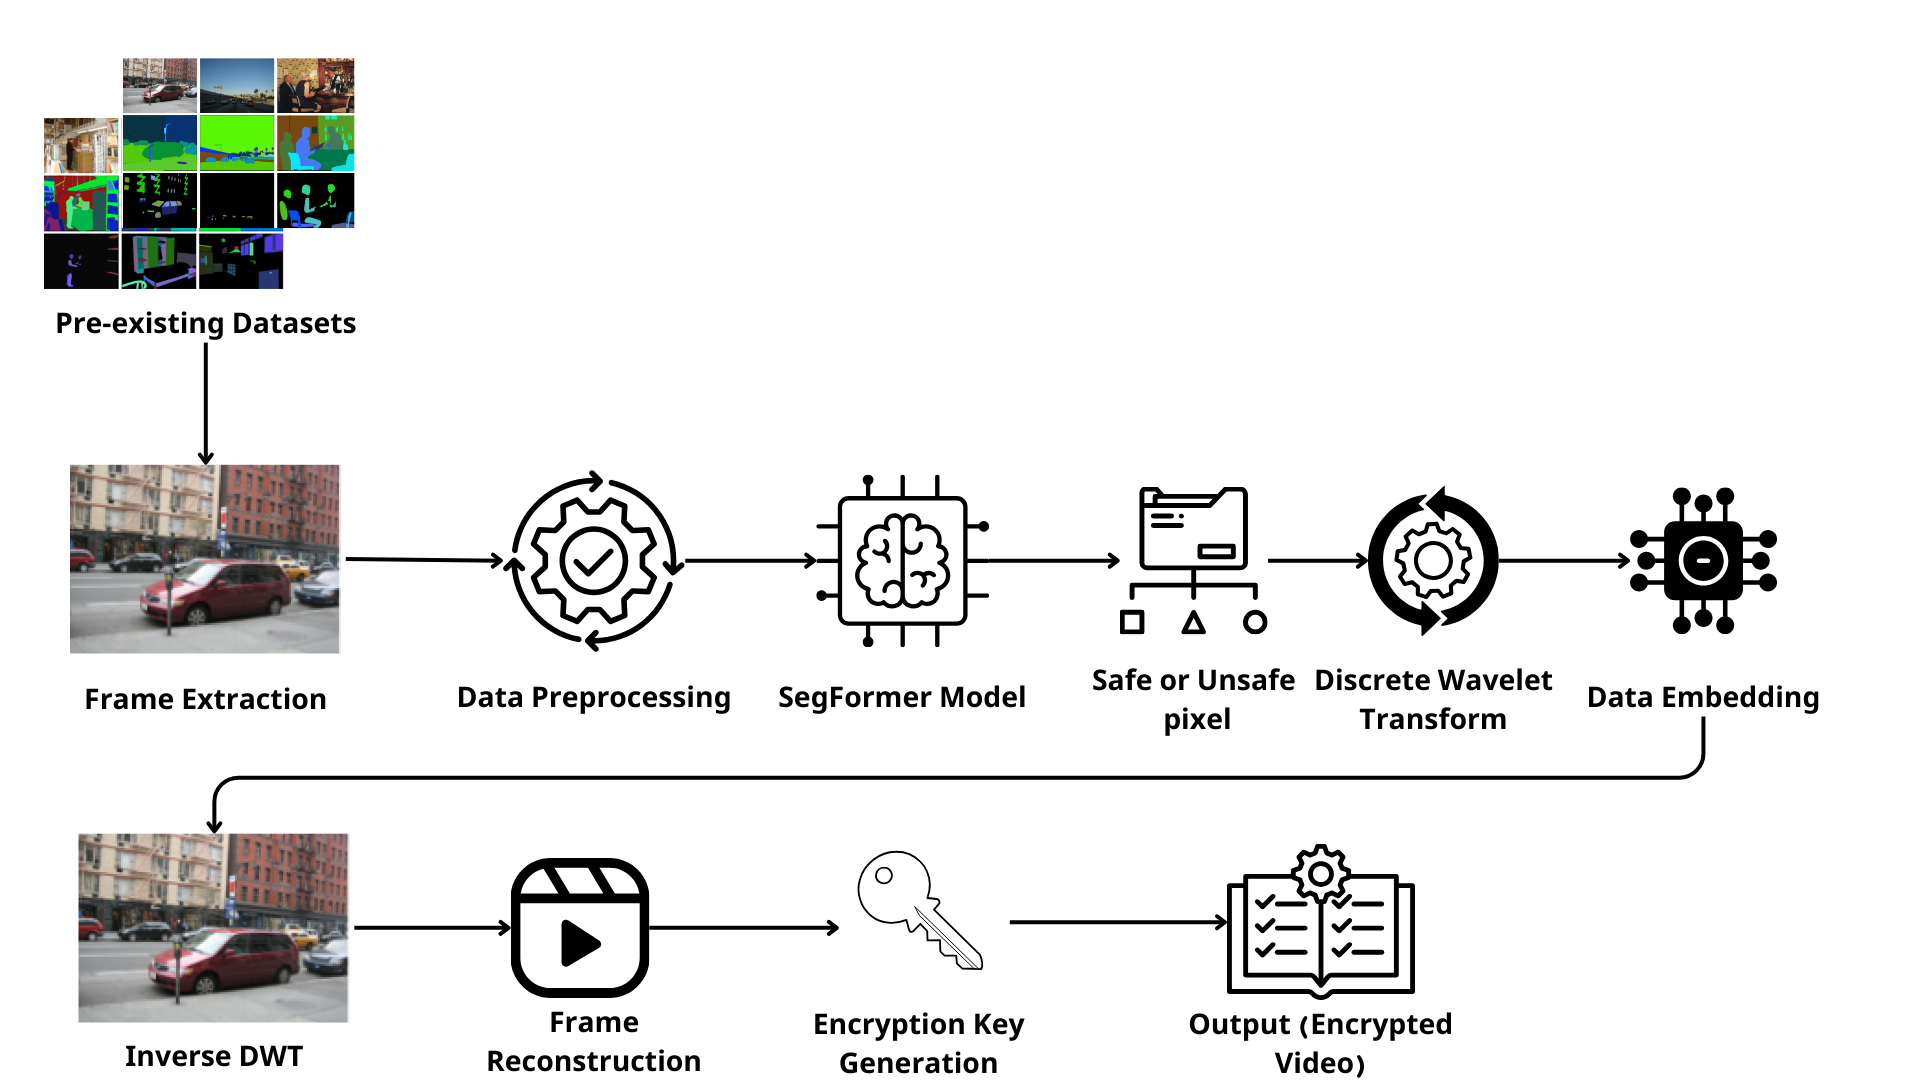 Pre-existing Datasets
Frame Extraction
Data Preprocessing
SegFormer Model
Safe or Unsafe
pixel
Discrete Wavelet
Transform
Data Embedding
Inverse DWT
Frame
Reconstruction
Encryption Key
Generation
Output (Encrypted
Video)